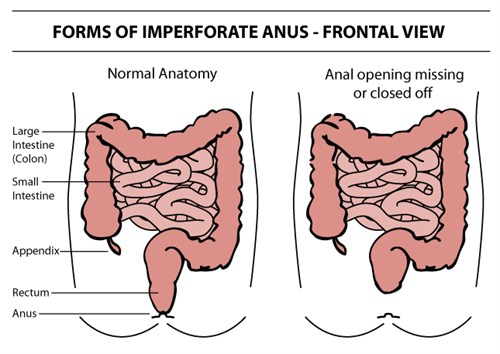 FORMS OF IMPERFORATE ANUS - FRONTAL VIEW
Normal Anatomy
Anal opening missing
or closed off
Large
Intestine
(Colon)
Small
Intestine
Appendix
Rectum
Anus